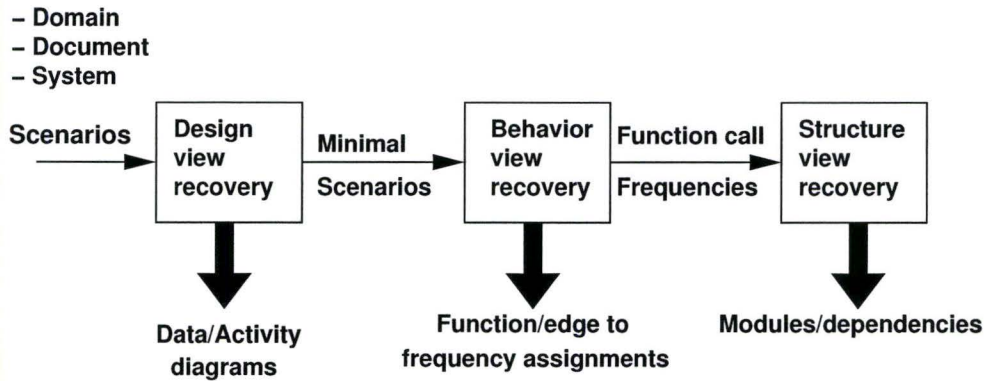 – Domain
– Document
– System
Scenarios
Design
view
recovery
Minimal
Scenarios
Behavior
view
recovery
Function call
Frequencies
Structure
view
recovery
Data/Activity
diagrams
Function/edge to
frequency assignments
Modules/dependencies